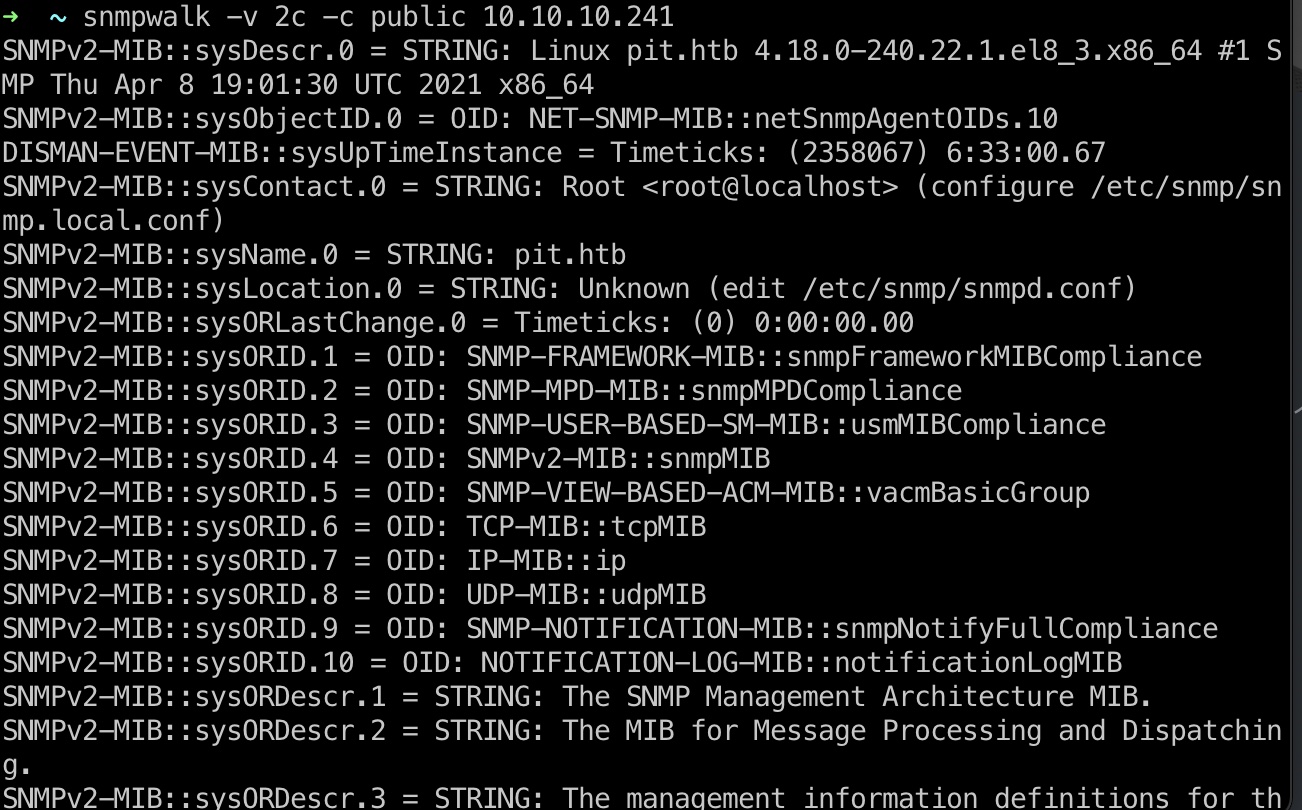 → ~ snmpwalk -v 2c -c public 10.10.10.241
SNMPv2-MIB::sysDescr.0 = STRING: Linux pit.htb 4.18.0-240.22.1.el8_3.x86_64 #1 S
MP Thu Apr 8 19:01:30 UTC 2021 x86_64
SNMPv2-MIB::sysObjectID.0 = OID: NET-SNMP-MIB::netSnmpAgentOIDs.10
DISMAN-EVENT-MIB::sysUpTimeInstance = Timeticks: (2358067) 6:33:00.67
SNMPv2-MIB::sysContact.0 = STRING: Root <root@localhost> (configure /etc/snmp/sn
mp.local.conf)
SNMPv2-MIB::sysName.0 = STRING: pit.htb
SNMPv2-MIB::sysLocation.0 = STRING: Unknown (edit /etc/snmp/snmpd.conf)
SNMPv2-MIB::sysORLastChange.0 = Timeticks: (0) 0:00:00.00
SNMPv2-MIB::sysORID.1 = OID: SNMP-FRAMEWORK-MIB::snmpFrameworkMIBCompliance
SNMPv2-MIB::sysORID.2 = OID: SNMP-MPD-MIB::snmpMPDCompliance
SNMPv2-MIB::sysORID.3 = OID: SNMP-USER-BASED-SM-MIB::usmMIBCompliance
SNMPv2-MIB::sysORID.4 = OID: SNMPv2-MIB::snmpMIB
SNMPv2-MIB::sysORID.5 = OID: SNMP-VIEW-BASED-ACM-MIB::vacmBasicGroup
SNMPv2-MIB::sysORID.6 = OID: TCP-MIB::tcpMIB
SNMPv2-MIB::sysORID.7 = OID: IP-MIB::ip
SNMPv2-MIB::sysORID.8 = OID: UDP-MIB::udpMIB
SNMPv2-MIB::sysORID.9 = OID: SNMP-NOTIFICATION-MIB::snmpNotifyFullCompliance
SNMPv2-MIB::sysORID.10 = OID: NOTIFICATION-LOG-MIB::notificationLogMIB
SNMPv2-MIB::sysORDescr.1 = STRING: The SNMP Management Architecture MIB.
SNMPv2-MIB::sysORDescr.2 = STRING: The MIB for Message Processing and Dispatchin
g.
SNMPv2-MIB::sysORDescr.3 = STRING: The management information definitions for th